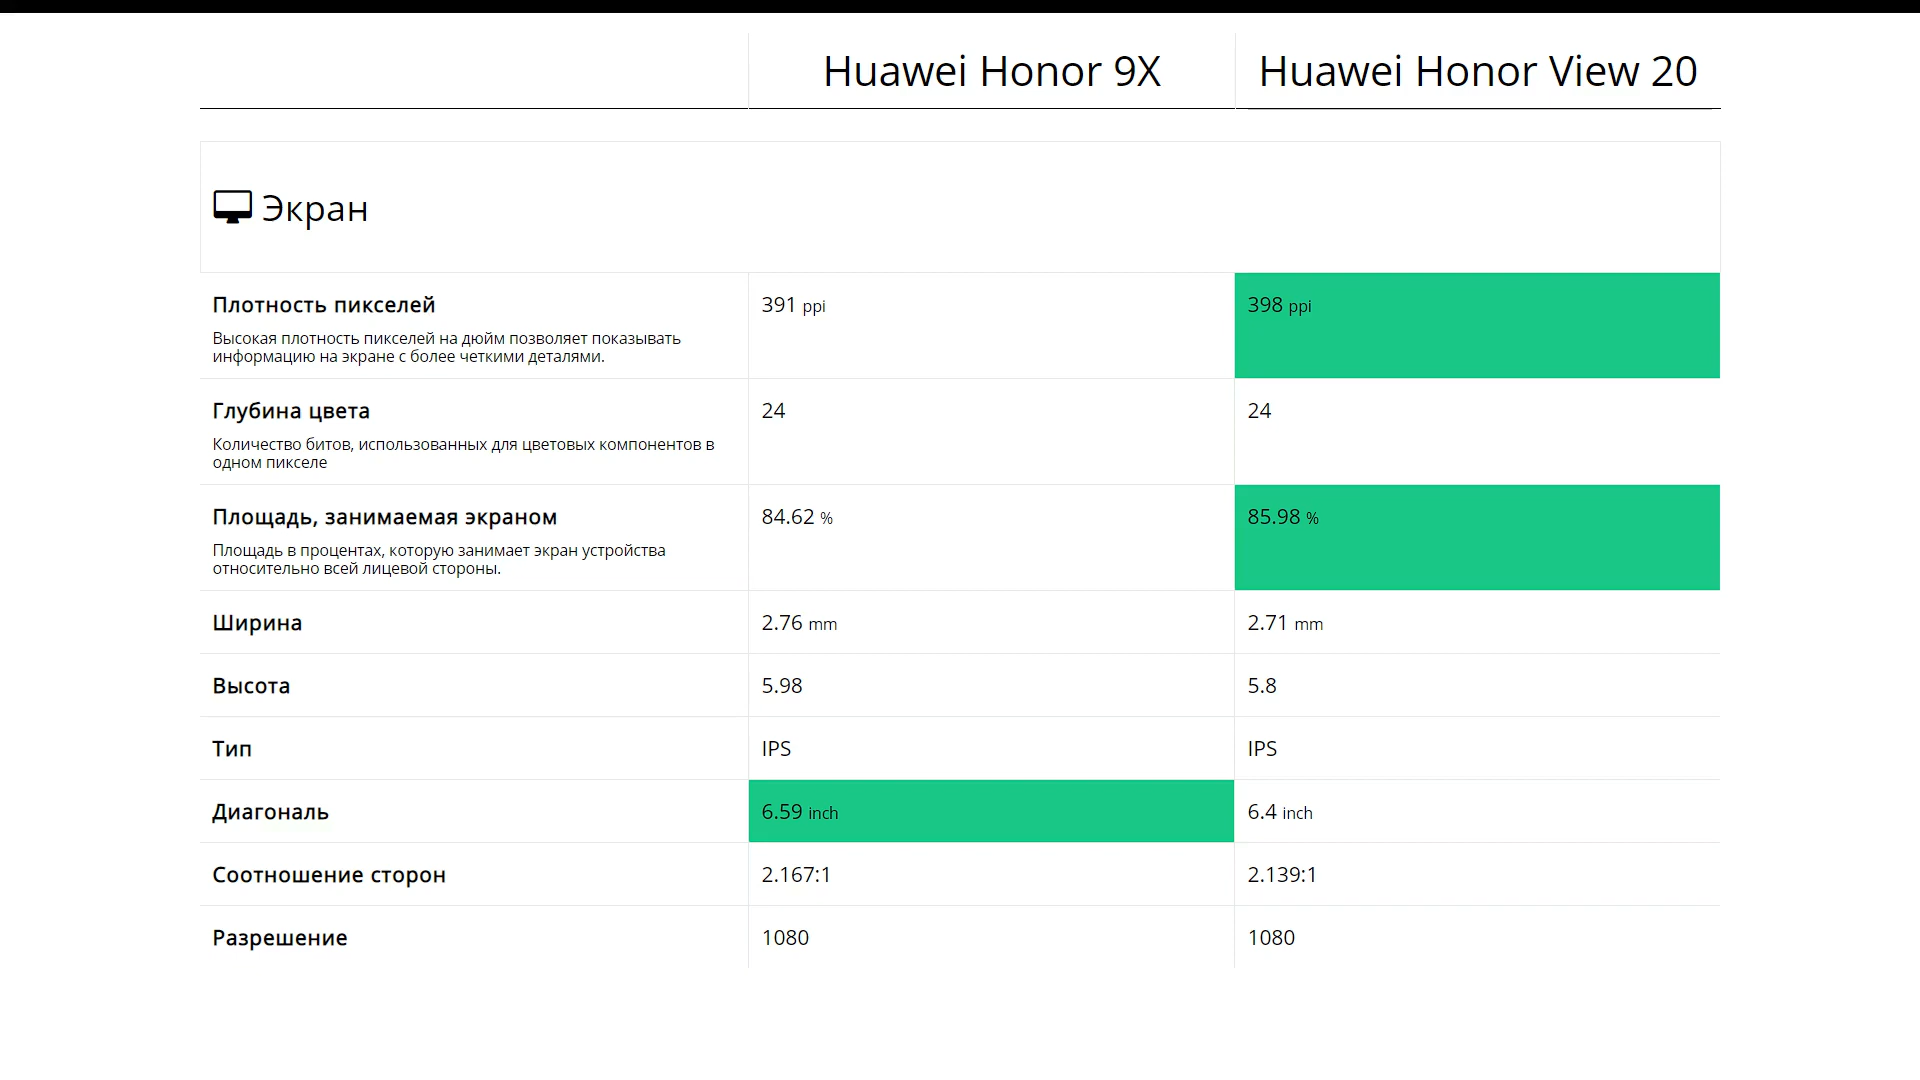 Huawei Honor 9X
Huawei Honor View 20
Экран
Плотность пикселей
Высокая плотность пикселей на дюйм позволяет показывать
информацию на экране с более четкими деталями.
391 ppi
398 ppi
Глубина цвета
Количество битов, использованных для цветовых компонентов в
одном пикселе
24
24
Площадь, занимаемая экраном
Площадь в процентах, которую занимает экран устройства
относительно всей лицевой стороны.
84.62 %
85.98 %
Ширина
2.76 mm
2.71 mm
Высота
5.98
5.8
Тип
IPS
IPS
Диагональ
6.59 inch
6.4 inch
Соотношение сторон
2.167:1
2.139:1
Разрешение
1080
1080